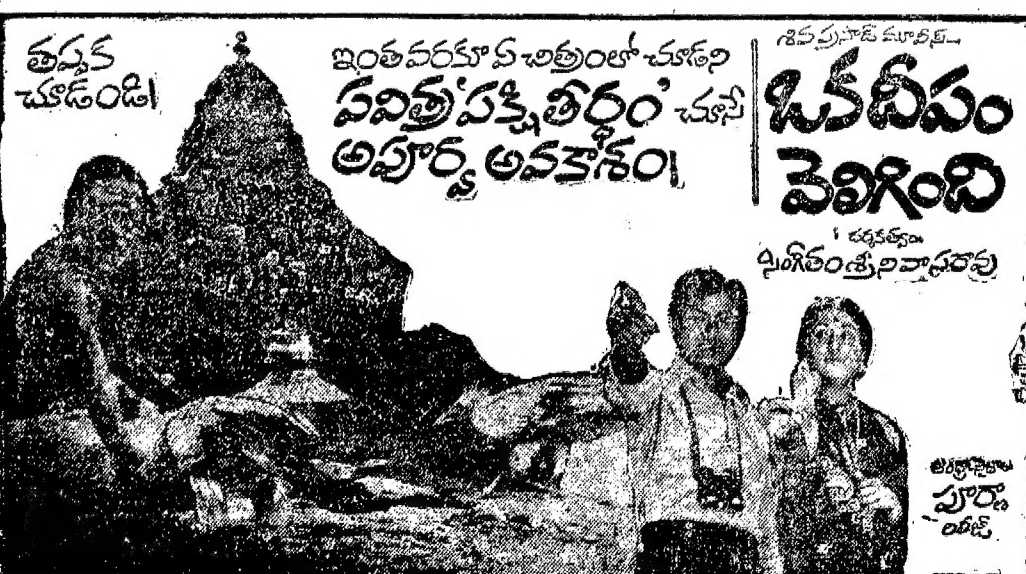 తప్పక
చూడండి!
ఇంతవరకూ ఏ చిత్రంలో చూడని
పవిత్ర 'పక్షితీర్థం' చూసే
అపూర్వ అవకాశం!
శివప్రసాద్ మూవీస్
ఒక దీపం
వెలిగింది
దర్శకత్వం
సింగీతం శ్రీనివాసరావు
పూర్ణా
రిలీజ్